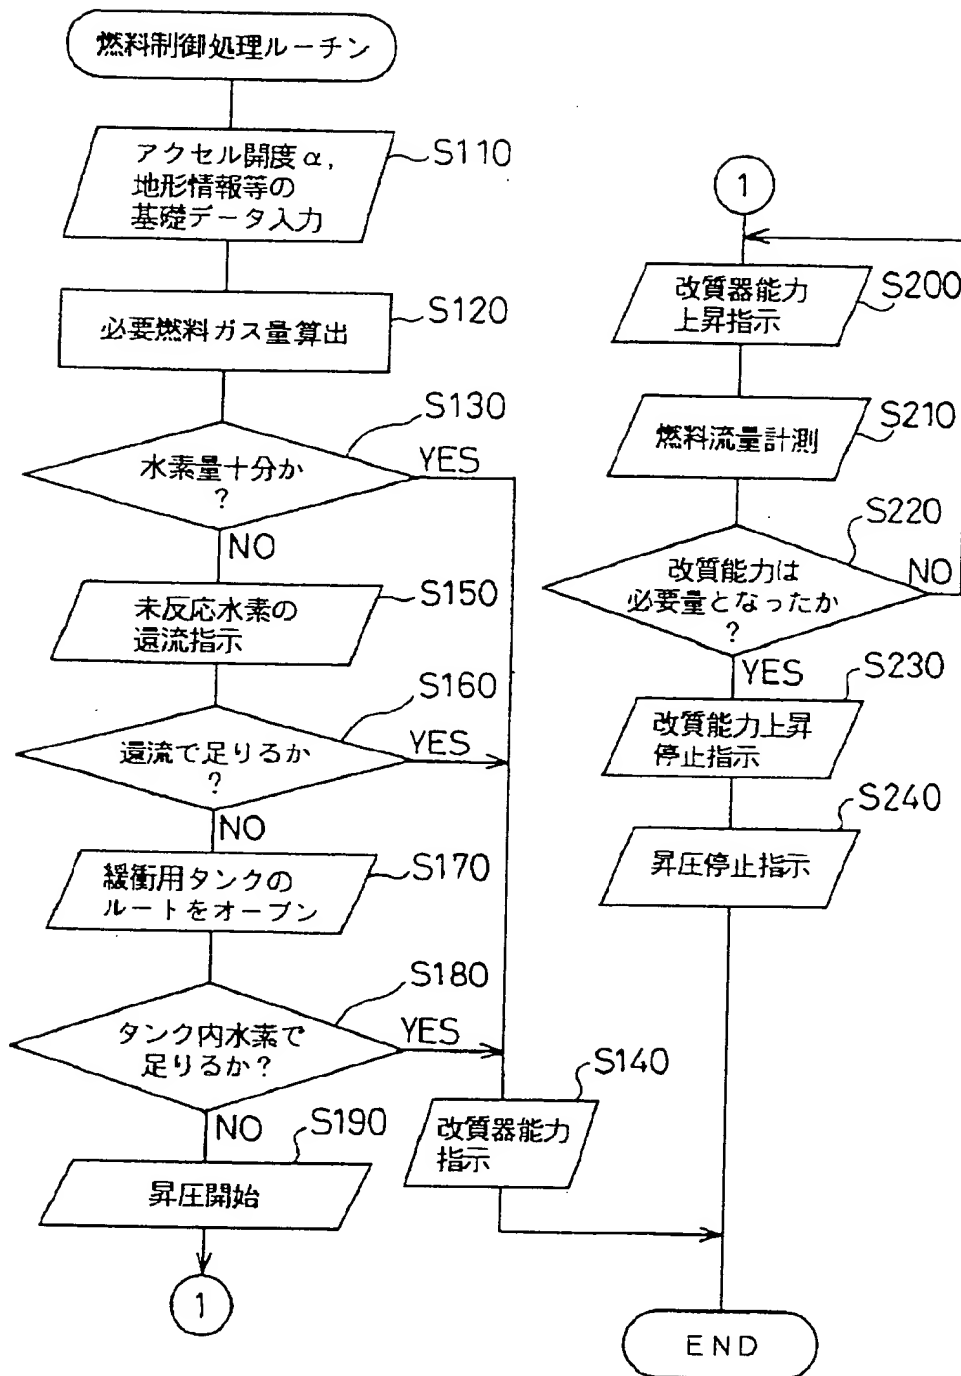 燃料制御処理ルーチン
アクセル開度α,
地形情報等の
基礎データ入力
S110
必要燃料ガス量算出
S120
水素量十分か
?
S130
YES
NO
未反応水素の
還流指示
S150
還流で足りるか
?
S160
YES
NO
緩衝用タンクの
ルートをオープン
S170
タンク内水素で
足りるか?
S180
YES
NO
昇圧開始
S190
1
改質器能力
指示
S140
1
改質器能力
上昇指示
S200
燃料流量計測
S210
改質能力は
必要量となったか
?
S220
NO
YES
改質能力上昇
停止指示
S230
昇圧停止指示
S240
END